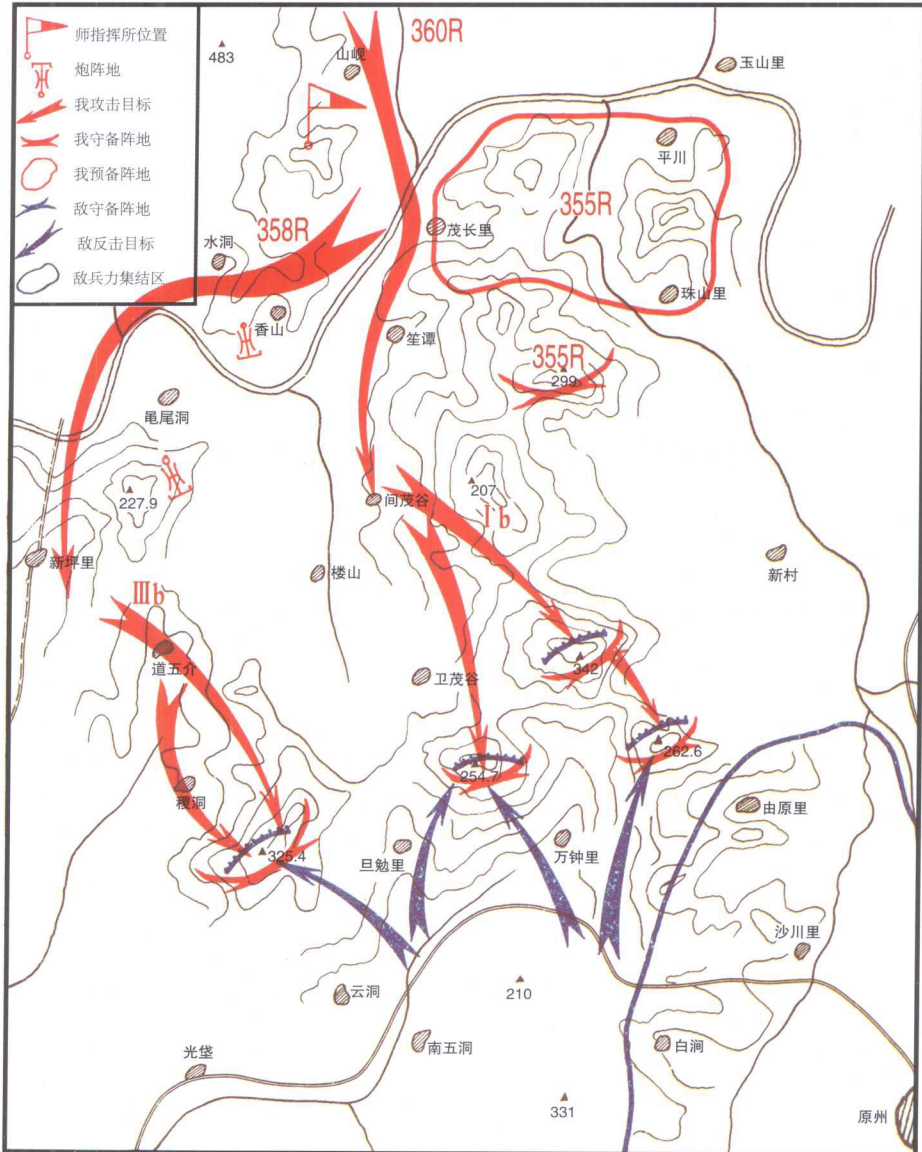 师指挥所位置
炮阵地
我攻击目标
我守备阵地
我预备阵地
敌守备阵地
敌反击目标
敌兵力集结区
360R
483
山岘
玉山里
平川
355R
358R
茂长里
水洞
珠山里
香山
笙谭
355R
299
黾尾洞
207
227.9
间茂谷
Ⅰb
新坪里
楼山
新村
Ⅲb
道五介
342
卫茂谷
262.6
254.7
稷洞
由原里
325.4
旦勉里
万钟里
沙川里
210
云洞
南五洞
白涧
光垈
331
原州